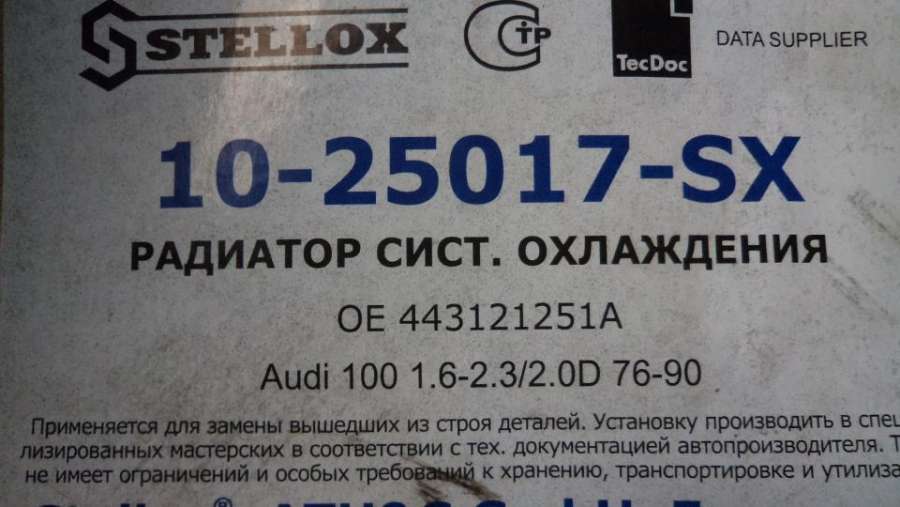 STELLOX
СТР
TecDoc
DATA SUPPLIER
10-25017-SX
РАДИАТОР СИСТ. ОХЛАЖДЕНИЯ
OE 443121251A
Audi 100 1.6-2.3/2.0D 76-90
Применяется для замены вышедших из строя деталей. Установку производить в спец
лизированных мастерских в соответствии с тех. документацией автопроизводителя. Т
не имеет ограничений и особых требований к хранению, транспортировке и утилиза